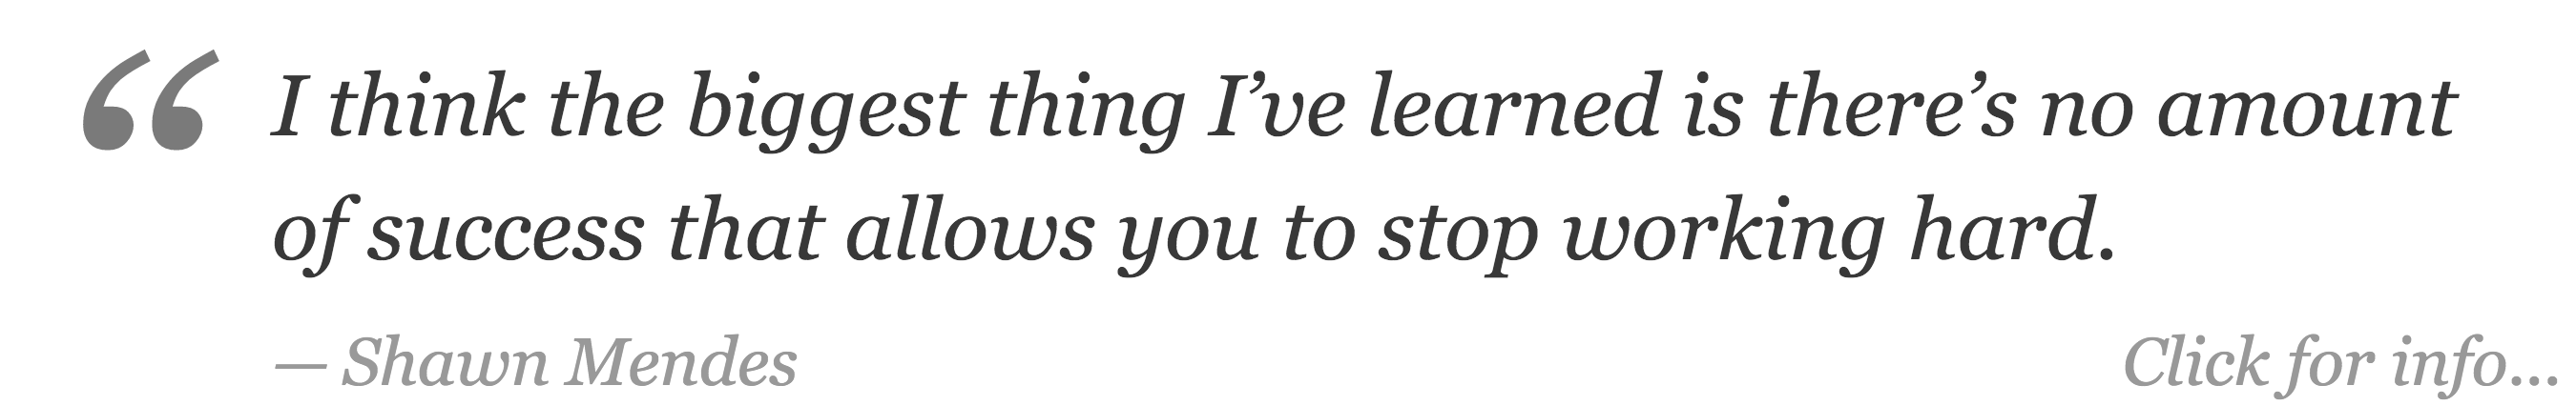 “ I think the biggest thing I’ve learned is there’s no amount
of success that allows you to stop working hard.
— Shawn Mendes
Click for info...